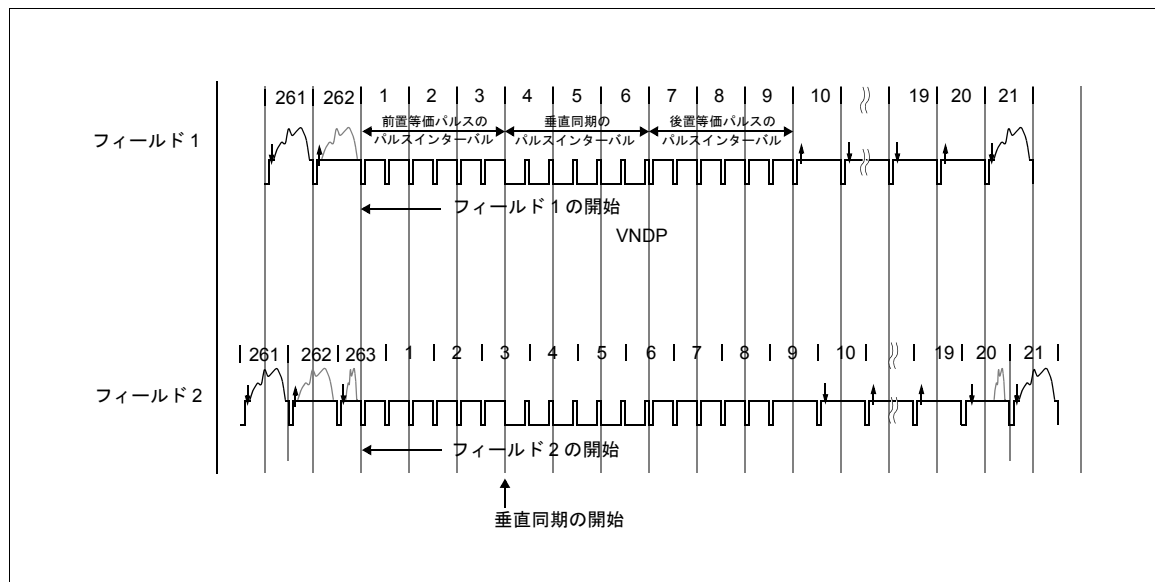 261 262 1 2 3 4 5 6 7 8 9 10 19 20 21
前置等価パルスの
パルスインターバル
垂直同期の
パルスインターバル
後置等価パルスの
パルスインターバル
フィールド 1
フィールド 1 の開始
VNDP
261 262 263 1 2 3 4 5 6 7 8 9 10 19 20 21
フィールド 2
フィールド 2 の開始
垂直同期の開始